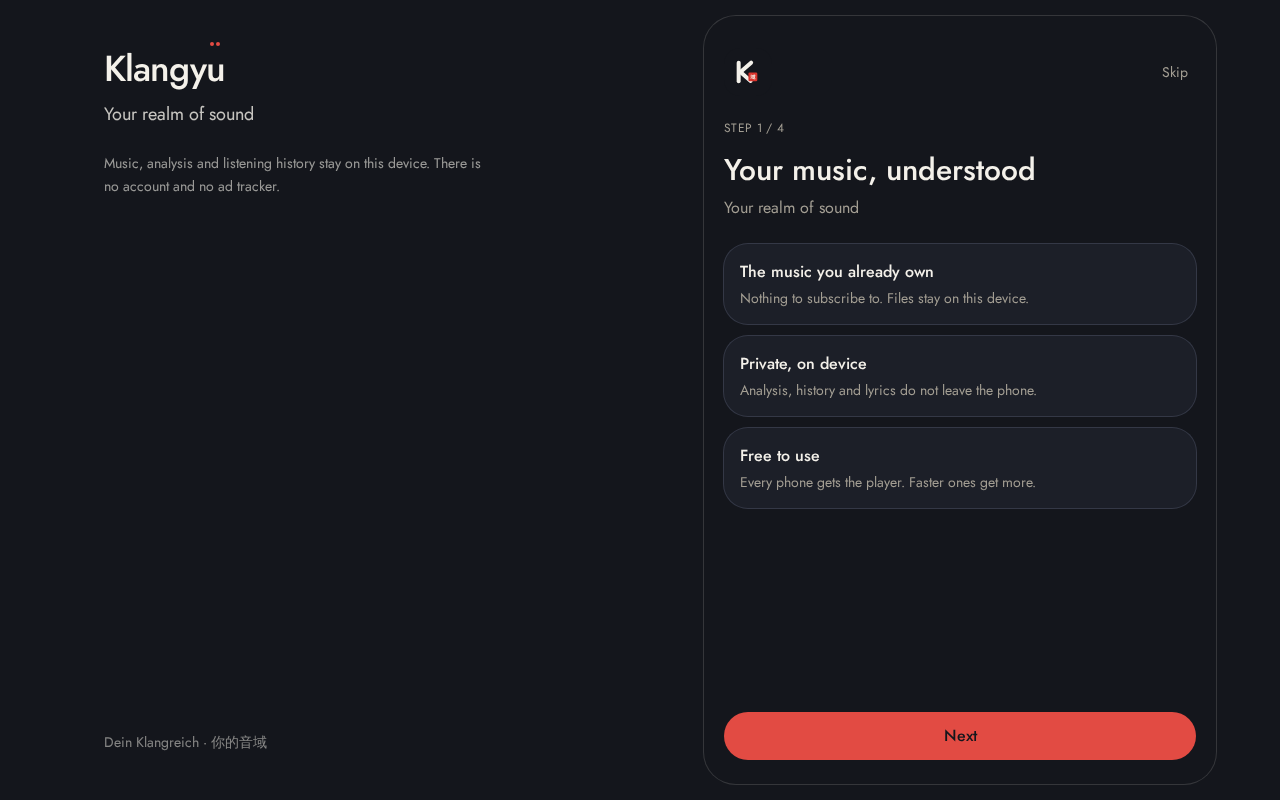 Klangyü
Your realm of sound
Music, analysis and listening history stay on this device. There is
no account and no ad tracker.
Dein Klangreich · 你的音域
K
Skip
STEP 1 / 4
Your music, understood
Your realm of sound
The music you already own
Nothing to subscribe to. Files stay on this device.
Private, on device
Analysis, history and lyrics do not leave the phone.
Free to use
Every phone gets the player. Faster ones get more.
Next